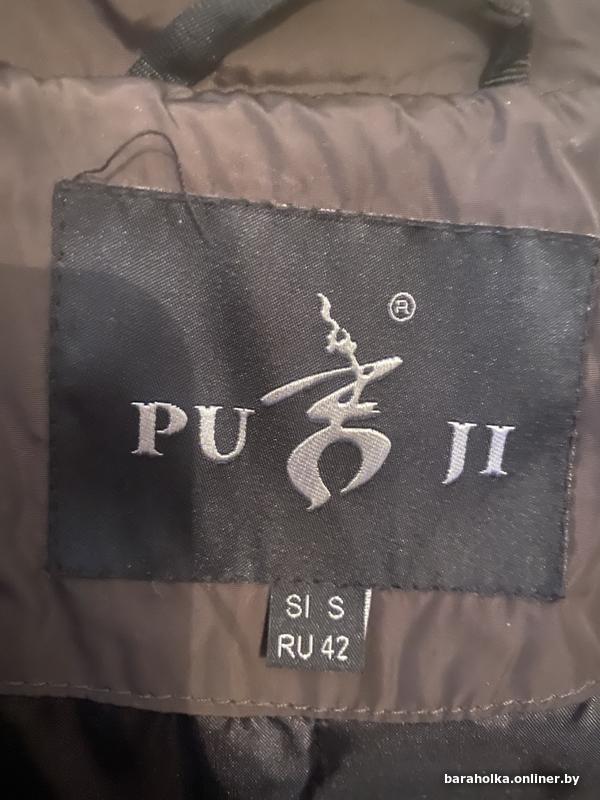 ®
PU JI
SI S
RU 42
baraholka.onliner.by